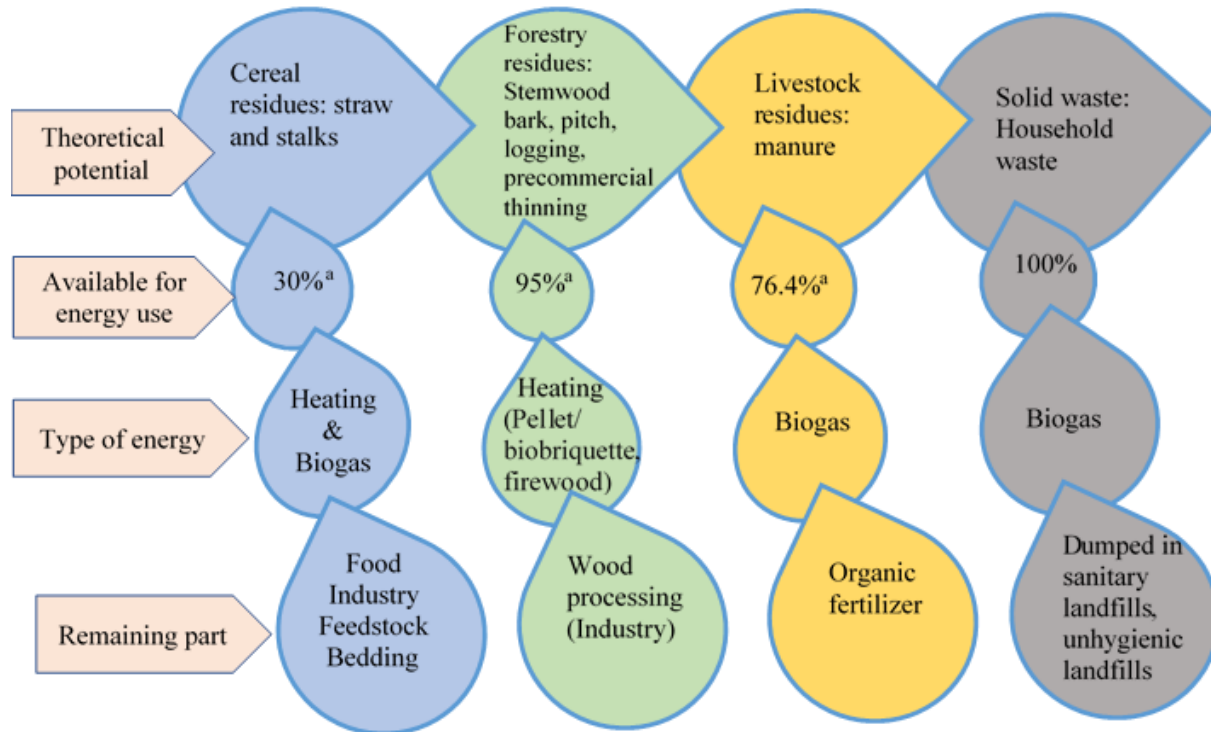 Theoretical
potential
Cereal
residues: straw
and stalks
Forestry
residues:
Stemwood
bark, pitch,
logging,
precommercial
thinning
Livestock
residues:
manure
Solid waste:
Household
waste
Available for
energy use
30%ᵃ
95%ᵃ
76.4%ᵃ
100%
Type of energy
Heating
&
Biogas
Heating
(Pellet/
biobriquette,
firewood)
Biogas
Biogas
Remaining part
Food
Industry
Feedstock
Bedding
Wood
processing
(Industry)
Organic
fertilizer
Dumped in
sanitary
landfills,
unhygienic
landfills